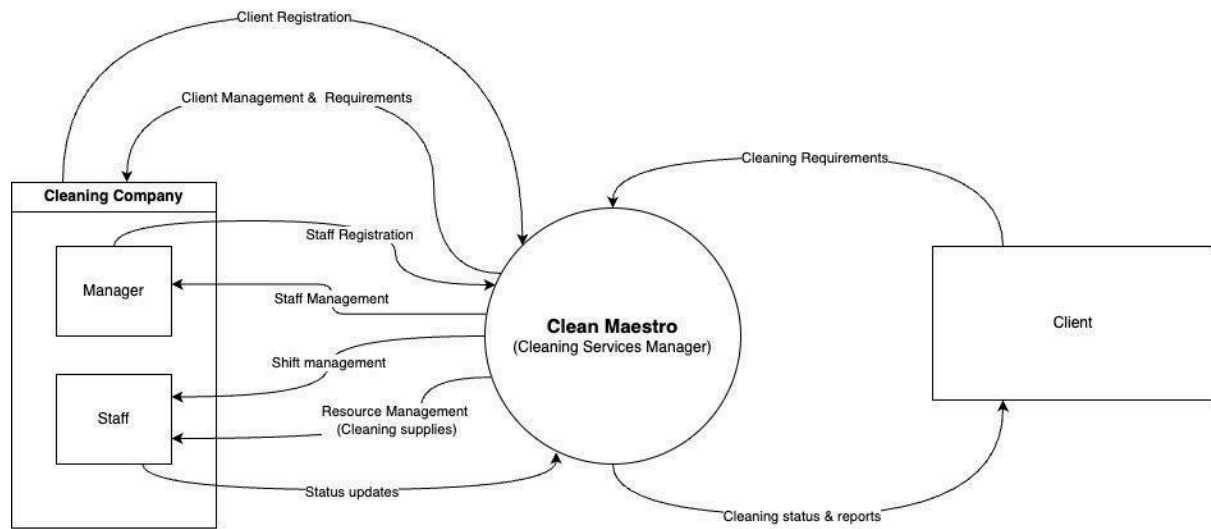 Client Registration
Client Management & Requirements
Cleaning Requirements
Cleaning Company
Staff Registration
Manager
Staff Management
Clean Maestro
(Cleaning Services Manager)
Client
Shift management
Staff
Resource Management
(Cleaning supplies)
Status updates
Cleaning status & reports